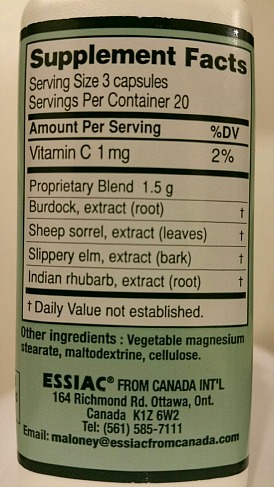 Supplement Facts
Serving Size 3 capsules
Servings Per Container 20
Amount Per Serving %DV
Vitamin C 1 mg 2%
Proprietary Blend 1.5 g
Burdock, extract (root) †
Sheep sorrel, extract (leaves) †
Slippery elm, extract (bark) †
Indian rhubarb, extract (root) †
† Daily Value not established.
Other ingredients : Vegetable magnesium
stearate, maltodextrine, cellulose.
ESSIAC® FROM CANADA INT'L
164 Richmond Rd. Ottawa, Ont.
Canada K1Z 6W2
Tel: (561) 585-7111
Email: maloney@essiacfromcanada.com